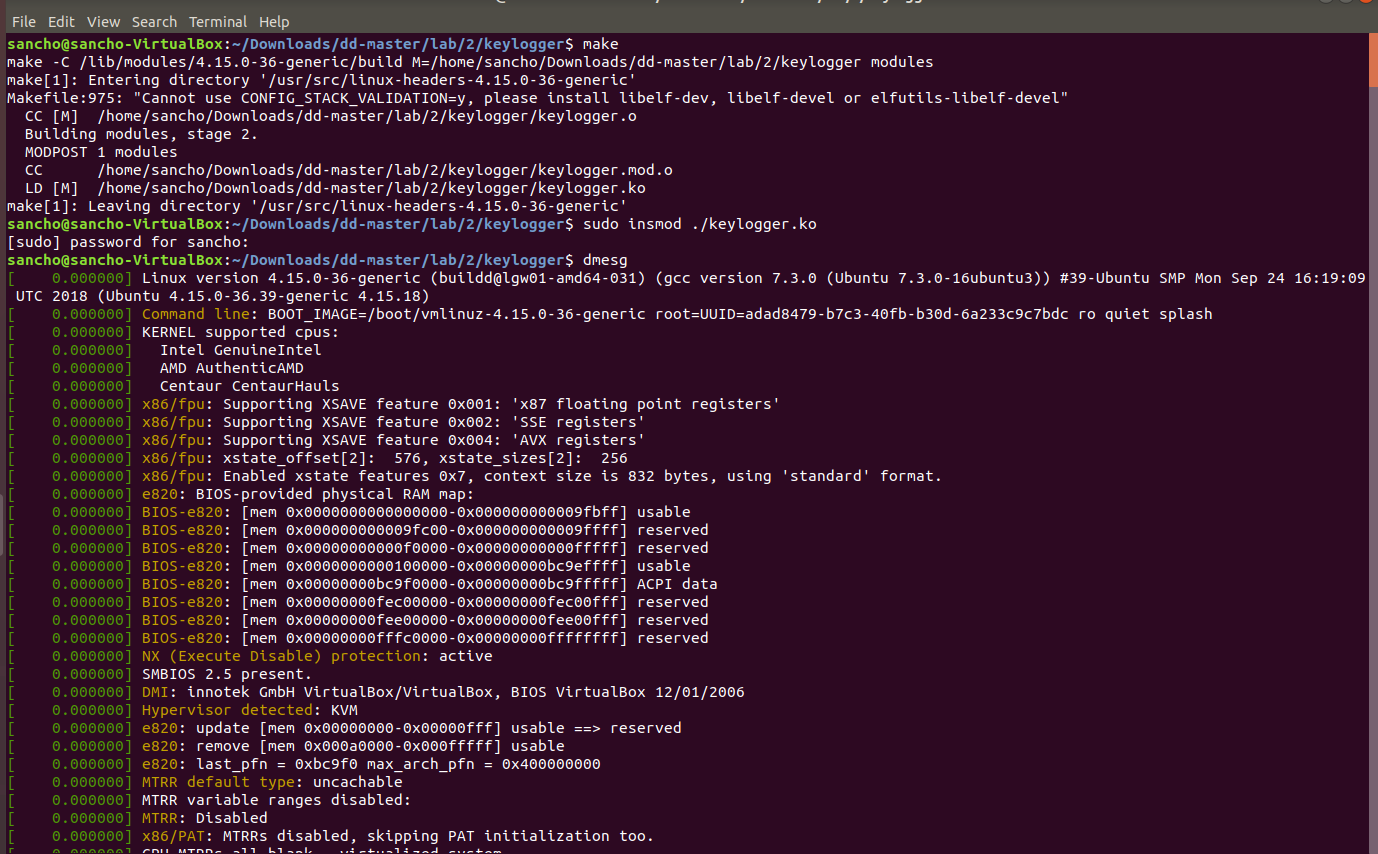 File Edit View Search Terminal Help
sancho@sancho-VirtualBox:~/Downloads/dd-master/lab/2/keylogger$ make
make -C /lib/modules/4.15.0-36-generic/build M=/home/sancho/Downloads/dd-master/lab/2/keylogger modules
make[1]: Entering directory '/usr/src/linux-headers-4.15.0-36-generic'
Makefile:975: "Cannot use CONFIG_STACK_VALIDATION=y, please install libelf-dev, libelf-devel or elfutils-libelf-devel"
  CC [M]  /home/sancho/Downloads/dd-master/lab/2/keylogger/keylogger.o
  Building modules, stage 2.
  MODPOST 1 modules
  CC      /home/sancho/Downloads/dd-master/lab/2/keylogger/keylogger.mod.o
  LD [M]  /home/sancho/Downloads/dd-master/lab/2/keylogger/keylogger.ko
make[1]: Leaving directory '/usr/src/linux-headers-4.15.0-36-generic'
sancho@sancho-VirtualBox:~/Downloads/dd-master/lab/2/keylogger$ sudo insmod ./keylogger.ko
[sudo] password for sancho:
sancho@sancho-VirtualBox:~/Downloads/dd-master/lab/2/keylogger$ dmesg
[    0.000000] Linux version 4.15.0-36-generic (buildd@lgw01-amd64-031) (gcc version 7.3.0 (Ubuntu 7.3.0-16ubuntu3)) #39-Ubuntu SMP Mon Sep 24 16:19:09
 UTC 2018 (Ubuntu 4.15.0-36.39-generic 4.15.18)
[    0.000000] Command line: BOOT_IMAGE=/boot/vmlinuz-4.15.0-36-generic root=UUID=adad8479-b7c3-40fb-b30d-6a233c9c7bdc ro quiet splash
[    0.000000] KERNEL supported cpus:
[    0.000000]   Intel GenuineIntel
[    0.000000]   AMD AuthenticAMD
[    0.000000]   Centaur CentaurHauls
[    0.000000] x86/fpu: Supporting XSAVE feature 0x001: 'x87 floating point registers'
[    0.000000] x86/fpu: Supporting XSAVE feature 0x002: 'SSE registers'
[    0.000000] x86/fpu: Supporting XSAVE feature 0x004: 'AVX registers'
[    0.000000] x86/fpu: xstate_offset[2]:  576, xstate_sizes[2]:  256
[    0.000000] x86/fpu: Enabled xstate features 0x7, context size is 832 bytes, using 'standard' format.
[    0.000000] e820: BIOS-provided physical RAM map:
[    0.000000] BIOS-e820: [mem 0x0000000000000000-0x000000000009fbff] usable
[    0.000000] BIOS-e820: [mem 0x000000000009fc00-0x000000000009ffff] reserved
[    0.000000] BIOS-e820: [mem 0x00000000000f0000-0x00000000000fffff] reserved
[    0.000000] BIOS-e820: [mem 0x0000000000100000-0x00000000bc9effff] usable
[    0.000000] BIOS-e820: [mem 0x00000000bc9f0000-0x00000000bc9fffff] ACPI data
[    0.000000] BIOS-e820: [mem 0x00000000fec00000-0x00000000fec00fff] reserved
[    0.000000] BIOS-e820: [mem 0x00000000fee00000-0x00000000fee00fff] reserved
[    0.000000] BIOS-e820: [mem 0x00000000fffc0000-0x00000000ffffffff] reserved
[    0.000000] NX (Execute Disable) protection: active
[    0.000000] SMBIOS 2.5 present.
[    0.000000] DMI: innotek GmbH VirtualBox/VirtualBox, BIOS VirtualBox 12/01/2006
[    0.000000] Hypervisor detected: KVM
[    0.000000] e820: update [mem 0x00000000-0x00000fff] usable ==> reserved
[    0.000000] e820: remove [mem 0x000a0000-0x000fffff] usable
[    0.000000] e820: last_pfn = 0xbc9f0 max_arch_pfn = 0x400000000
[    0.000000] MTRR default type: uncachable
[    0.000000] MTRR variable ranges disabled:
[    0.000000] MTRR: Disabled
[    0.000000] x86/PAT: MTRRs disabled, skipping PAT initialization too.